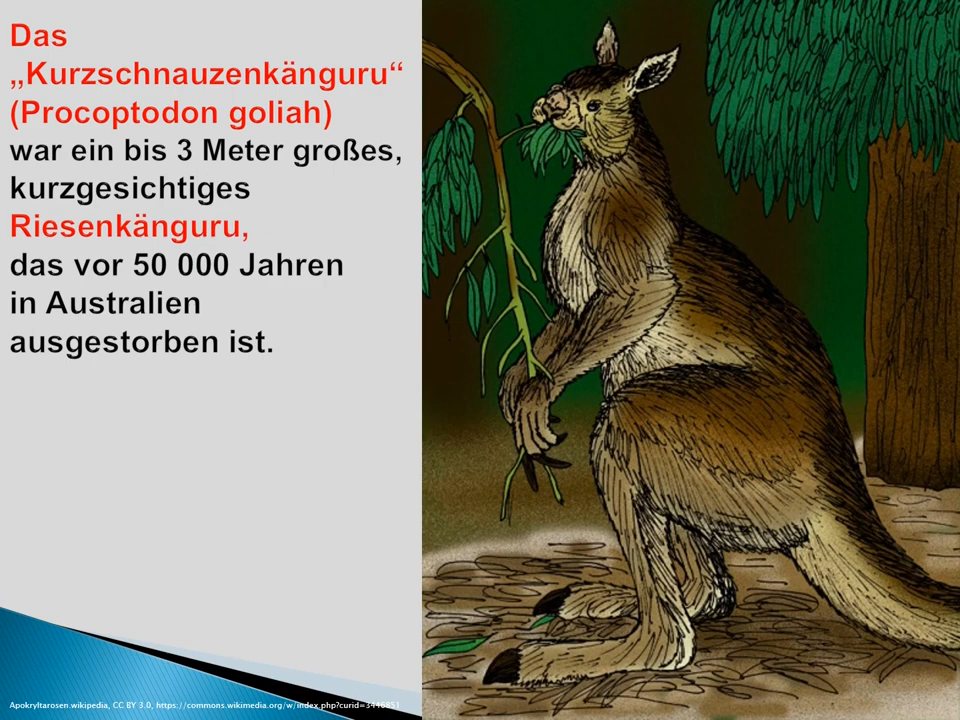 Das
„Kurzschnauzenkänguru“
(Procoptodon goliah)
war ein bis 3 Meter großes,
kurzgesichtiges
Riesenkänguru,
das vor 50 000 Jahren
in Australien
ausgestorben ist.
Apokryltarosen.wikipedia, CC BY 3.0, https://commons.wikimedia.org/w/index.php?curid=3446851